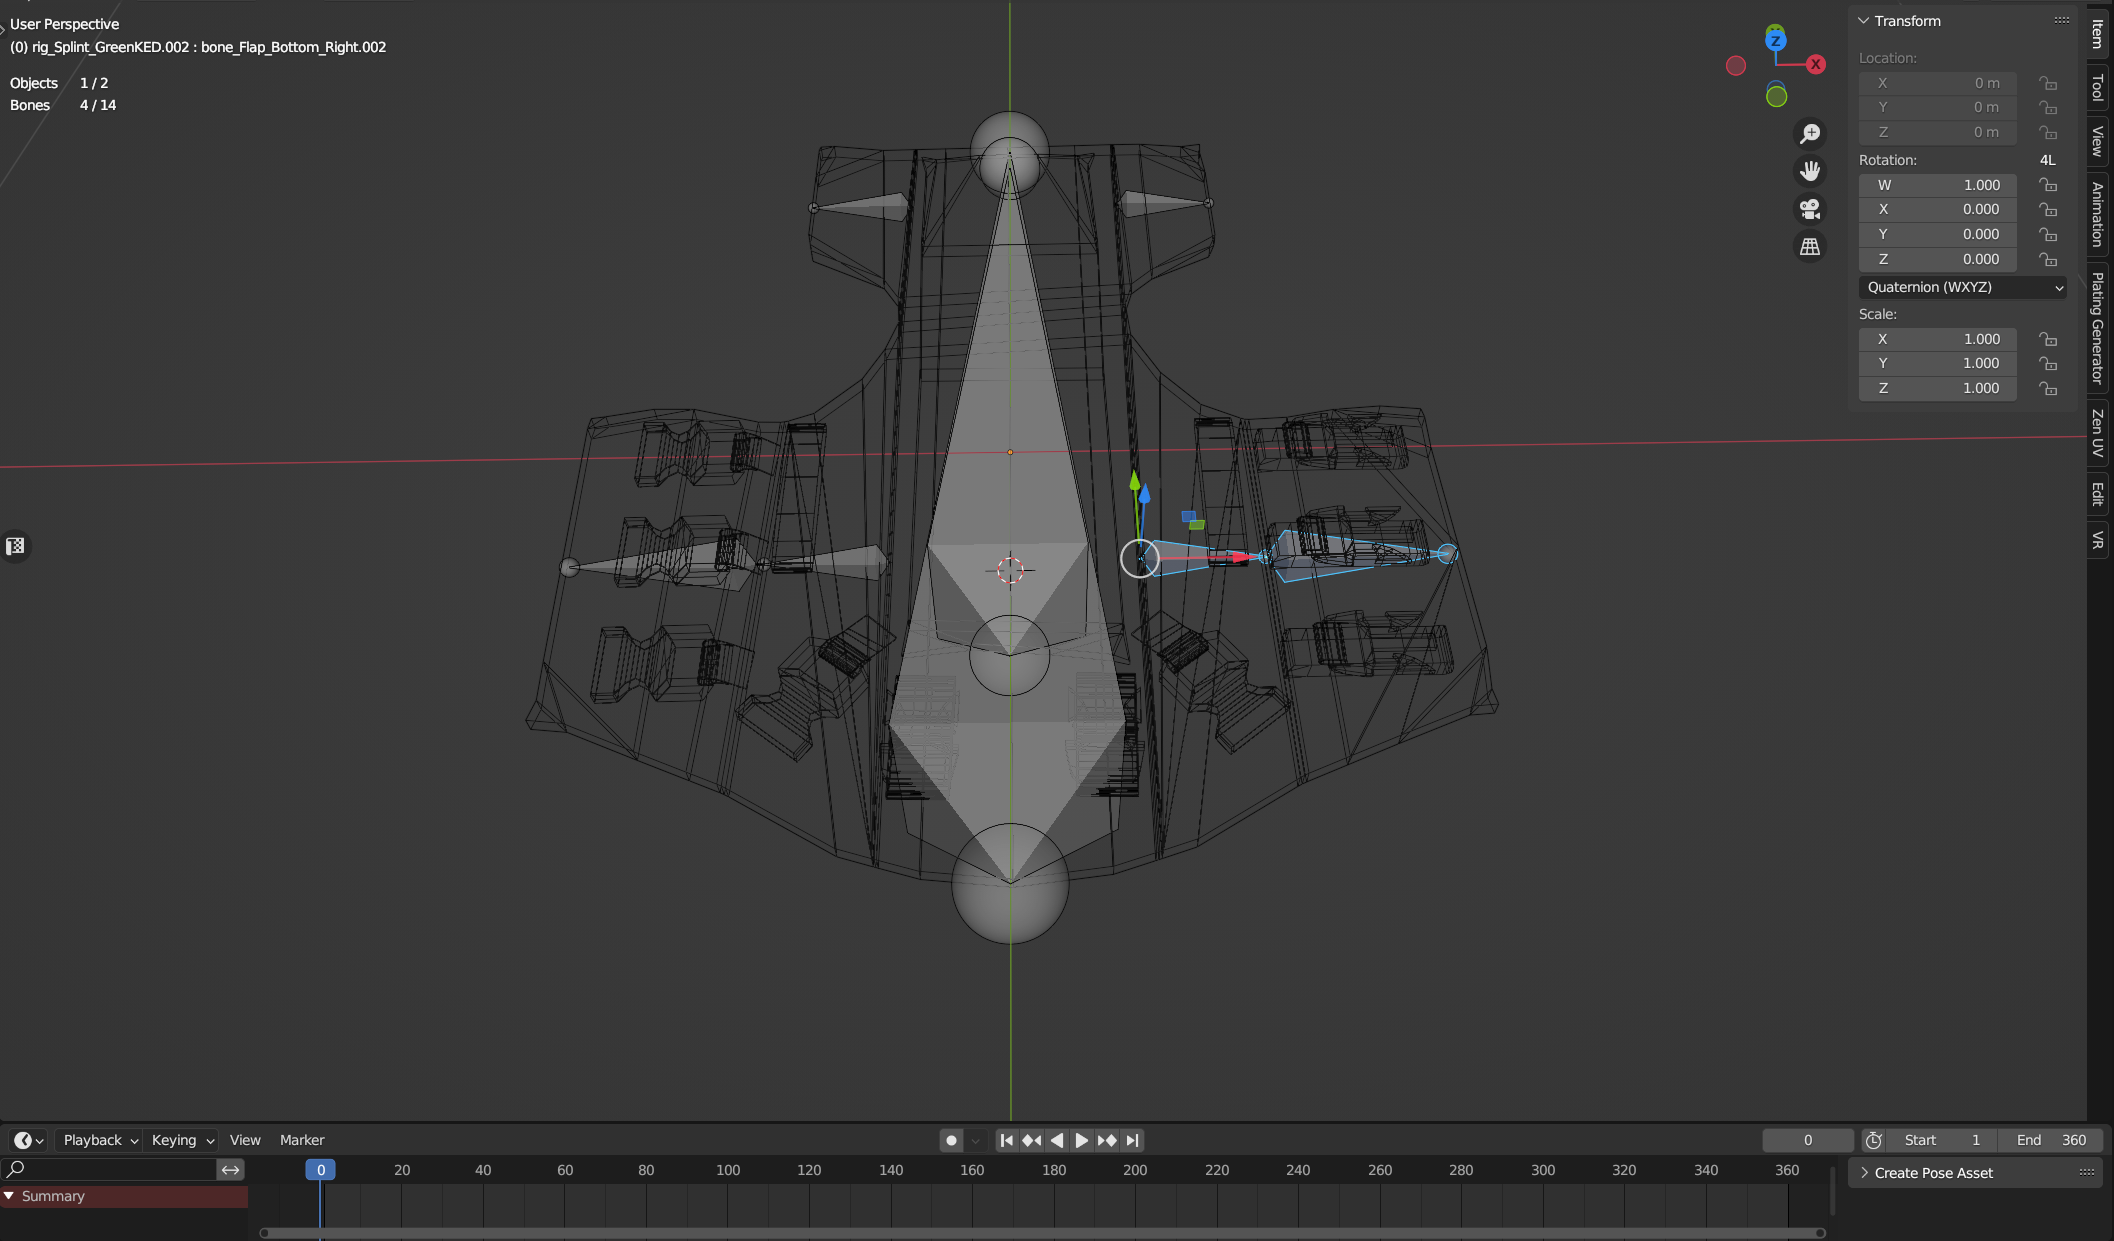 User Perspective
(0) rig_Splint_GreenKED.002 : bone_Flap_Bottom_Right.002
Objects 1 / 2
Bones 4 / 14
Z
X
Transform
Location:
X 0 m
Y 0 m
Z 0 m
Rotation: 4L
W 1.000
X 0.000
Y 0.000
Z 0.000
Quaternion (WXYZ)
Scale:
X 1.000
Y 1.000
Z 1.000
Item
Tool
View
Animation
Plating Generator
Zen UV
Edit
VR
Playback Keying View Marker 0 Start 1 End 360
0 20 40 60 80 100 120 140 160 180 200 220 240 260 280 300 320 340 360
Summary
Create Pose Asset